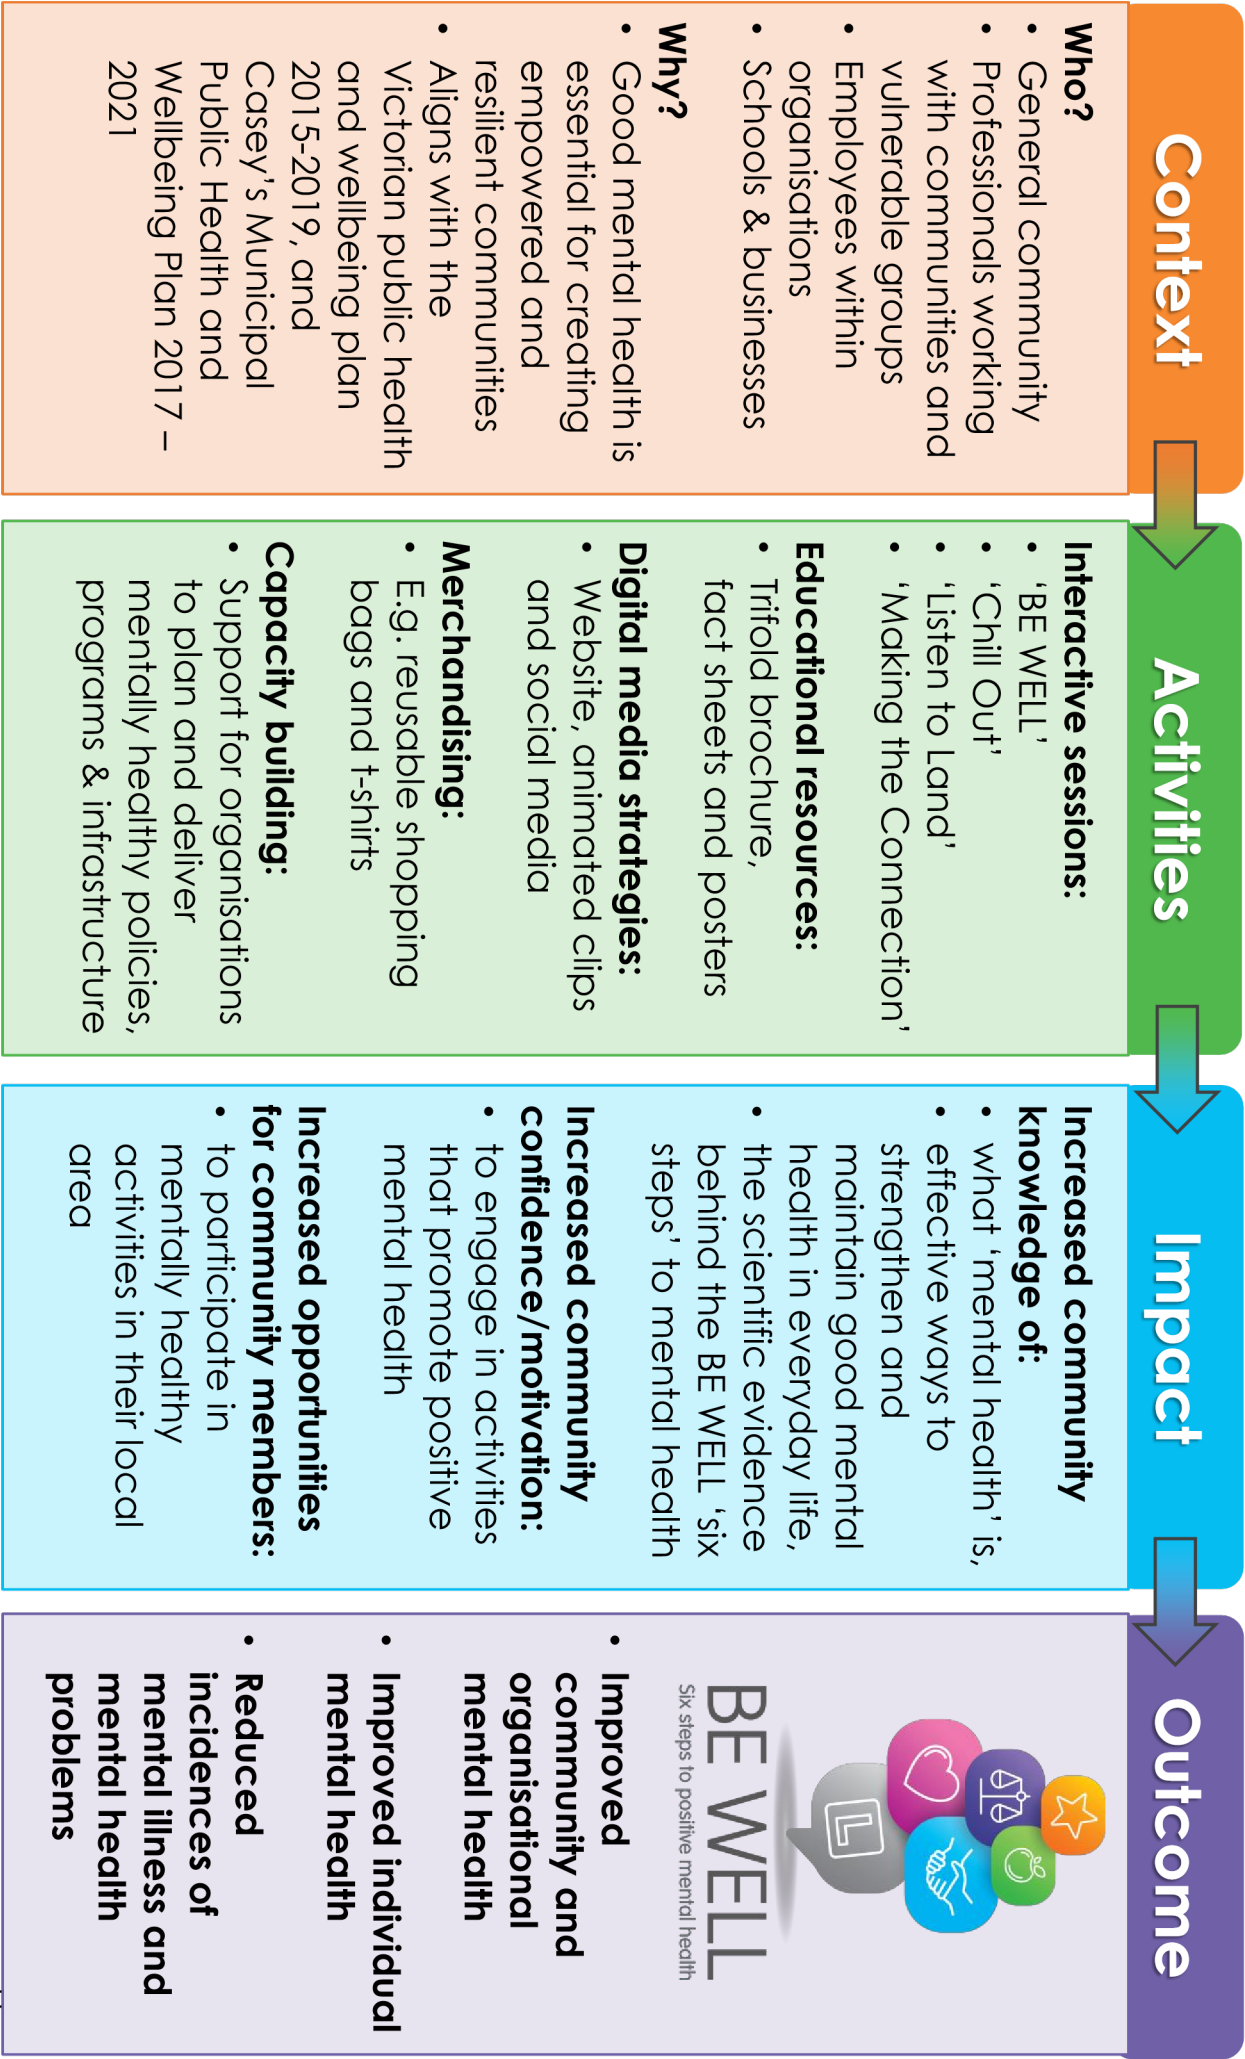 Context
Who?
• General community
• Professionals working
with communities and
vulnerable groups
• Employees within
organisations
• Schools & businesses
Why?
• Good mental health is
essential for creating
empowered and
resilient communities
• Aligns with the
Victorian public health
and wellbeing plan
2015-2019, and
Casey’s Municipal
Public Health and
Wellbeing Plan 2017 –
2021
Activities
Interactive sessions:
• ‘BE WELL’
• ‘Chill Out’
• ‘Listen to Land’
• ‘Making the Connection’
Educational resources:
• Trifold brochure,
fact sheets and posters
Digital media strategies:
• Website, animated clips
and social media
Merchandising:
• E.g. reusable shopping
bags and t-shirts
Capacity building:
• Support for organisations
to plan and deliver
mentally healthy policies,
programs & infrastructure
Impact
Increased community
knowledge of:
• what ‘mental health’ is,
• effective ways to
strengthen and
maintain good mental
health in everyday life,
• the scientific evidence
behind the BE WELL ‘six
steps’ to mental health
Increased community
confidence/motivation:
• to engage in activities
that promote positive
mental health
Increased opportunities
for community members:
• to participate in
mentally healthy
activities in their local
area
Outcome
L
BE WELL
Six steps to positive mental health
• Improved
community and
organisational
mental health
• Improved individual
mental health
• Reduced
incidences of
mental illness and
mental health
problems